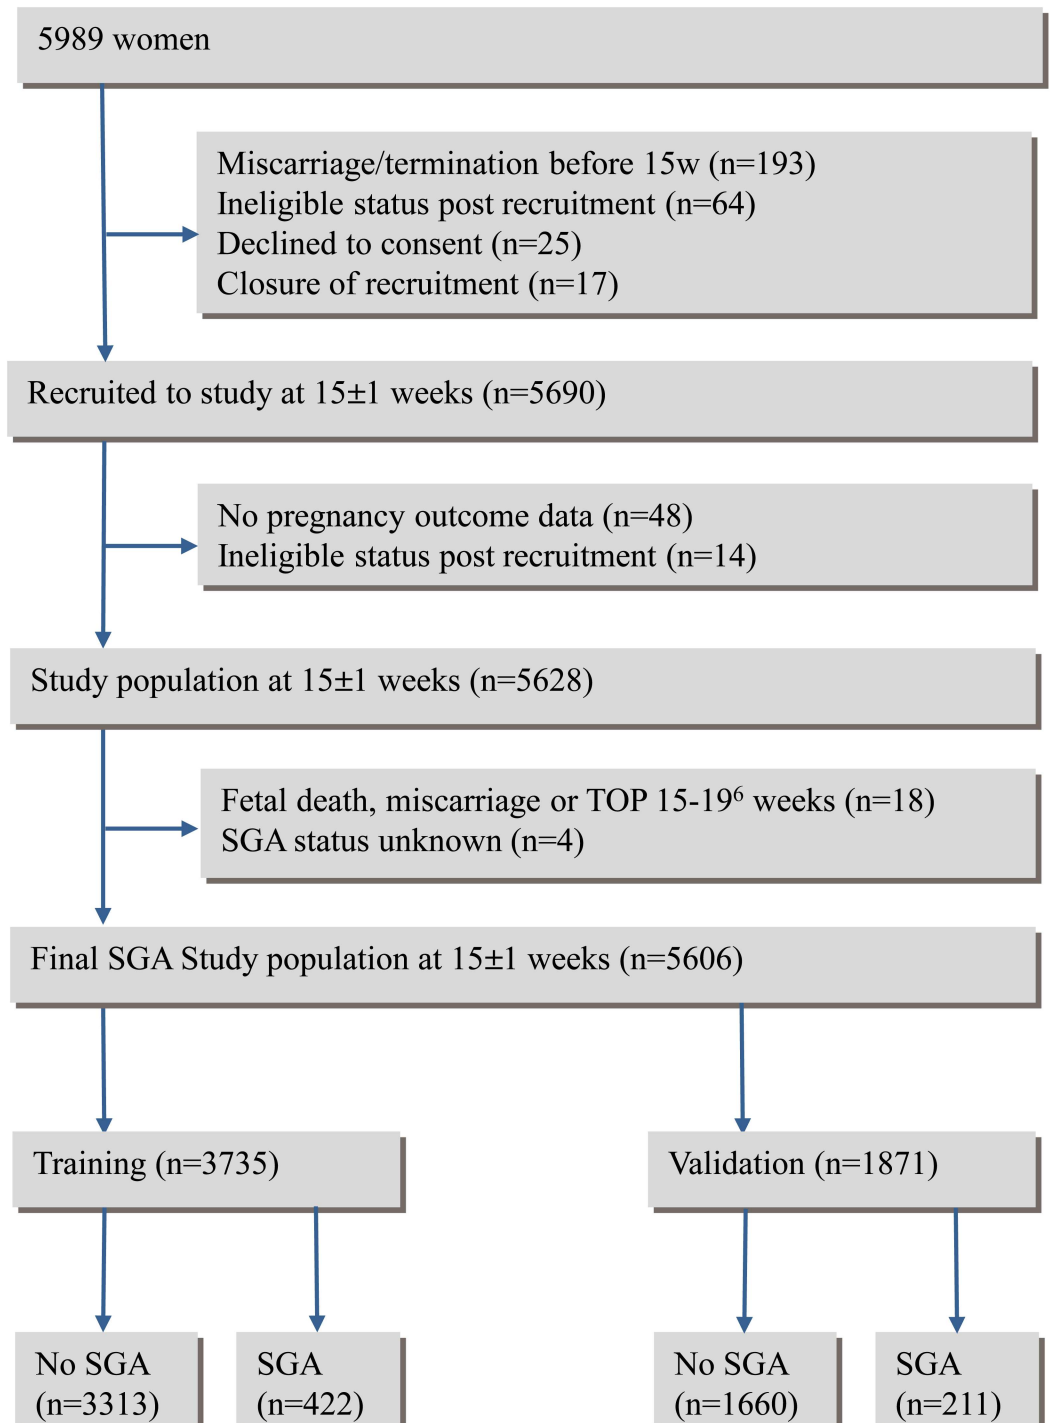 5989 women
Miscarriage/termination before 15w (n=193)
Ineligible status post recruitment (n=64)
Declined to consent (n=25)
Closure of recruitment (n=17)
Recruited to study at 15±1 weeks (n=5690)
No pregnancy outcome data (n=48)
Ineligible status post recruitment (n=14)
Study population at 15±1 weeks (n=5628)
Fetal death, miscarriage or TOP 15-19⁶ weeks (n=18)
SGA status unknown (n=4)
Final SGA Study population at 15±1 weeks (n=5606)
Training (n=3735)
Validation (n=1871)
No SGA
(n=3313)
SGA
(n=422)
No SGA
(n=1660)
SGA
(n=211)